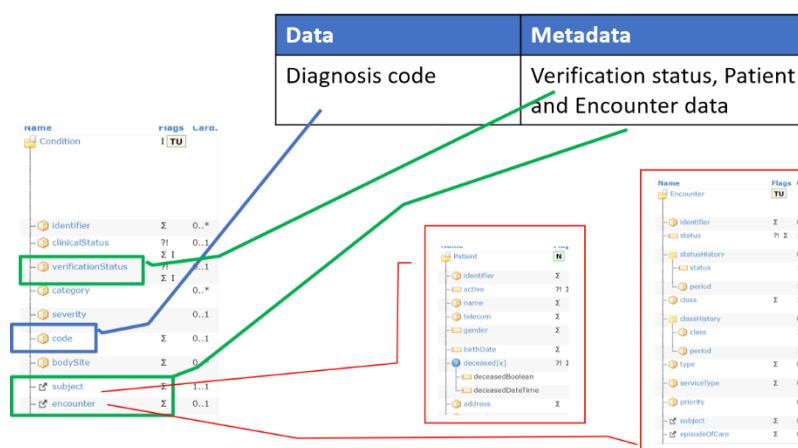 Data Metadata
Diagnosis code Verification status, Patient
and Encounter data
Name Flags Card.
Condition I TU
identifier Σ 0..*
clinicalStatus ?! 0..1
Σ I
verificationStatus ?! 0..1
Σ I
category 0..*
severity 0..1
code Σ 0..1
bodySite Σ
subject Σ 1..1
encounter Σ 0..1
Name
Patient N
identifier Σ
active ?! Σ
name Σ
telecom Σ
gender Σ
birthDate Σ
deceased[x] ?! Σ
deceasedBoolean
deceasedDateTime
address Σ
Name Flags
Encounter TU
identifier Σ
status ?! Σ
statusHistory
status
period
class Σ
classHistory
class
period
type Σ
serviceType Σ
priority
subject Σ
episodeOfCare Σ